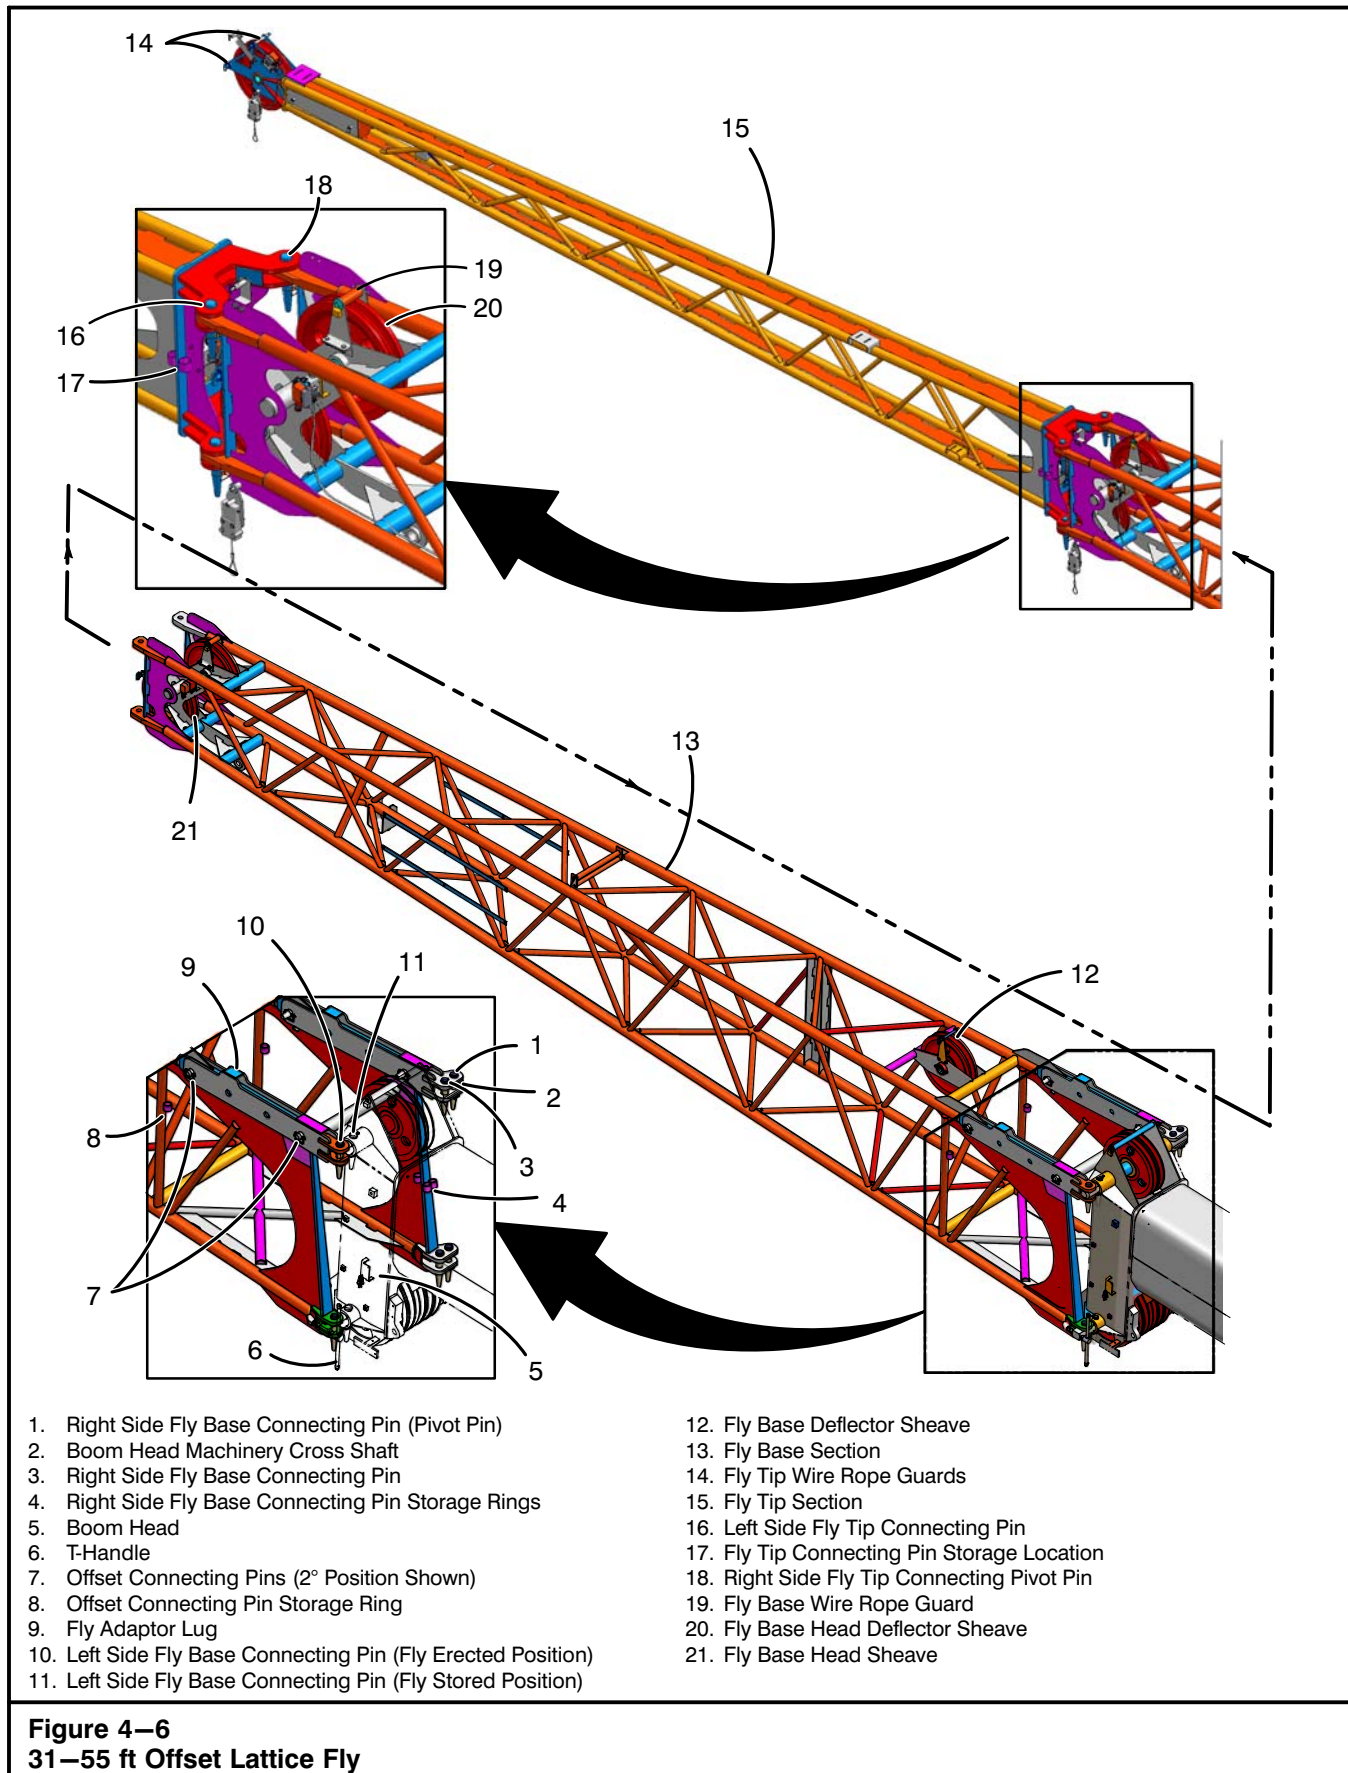 14
15
18
19
20
16
17
13
21
10
11
12
9
1
2
8
3
4
7
6
5
1. Right Side Fly Base Connecting Pin (Pivot Pin)
2. Boom Head Machinery Cross Shaft
3. Right Side Fly Base Connecting Pin
4. Right Side Fly Base Connecting Pin Storage Rings
5. Boom Head
6. T-Handle
7. Offset Connecting Pins (2° Position Shown)
8. Offset Connecting Pin Storage Ring
9. Fly Adaptor Lug
10. Left Side Fly Base Connecting Pin (Fly Erected Position)
11. Left Side Fly Base Connecting Pin (Fly Stored Position)
12. Fly Base Deflector Sheave
13. Fly Base Section
14. Fly Tip Wire Rope Guards
15. Fly Tip Section
16. Left Side Fly Tip Connecting Pin
17. Fly Tip Connecting Pin Storage Location
18. Right Side Fly Tip Connecting Pivot Pin
19. Fly Base Wire Rope Guard
20. Fly Base Head Deflector Sheave
21. Fly Base Head Sheave
Figure 4–6
31–55 ft Offset Lattice Fly